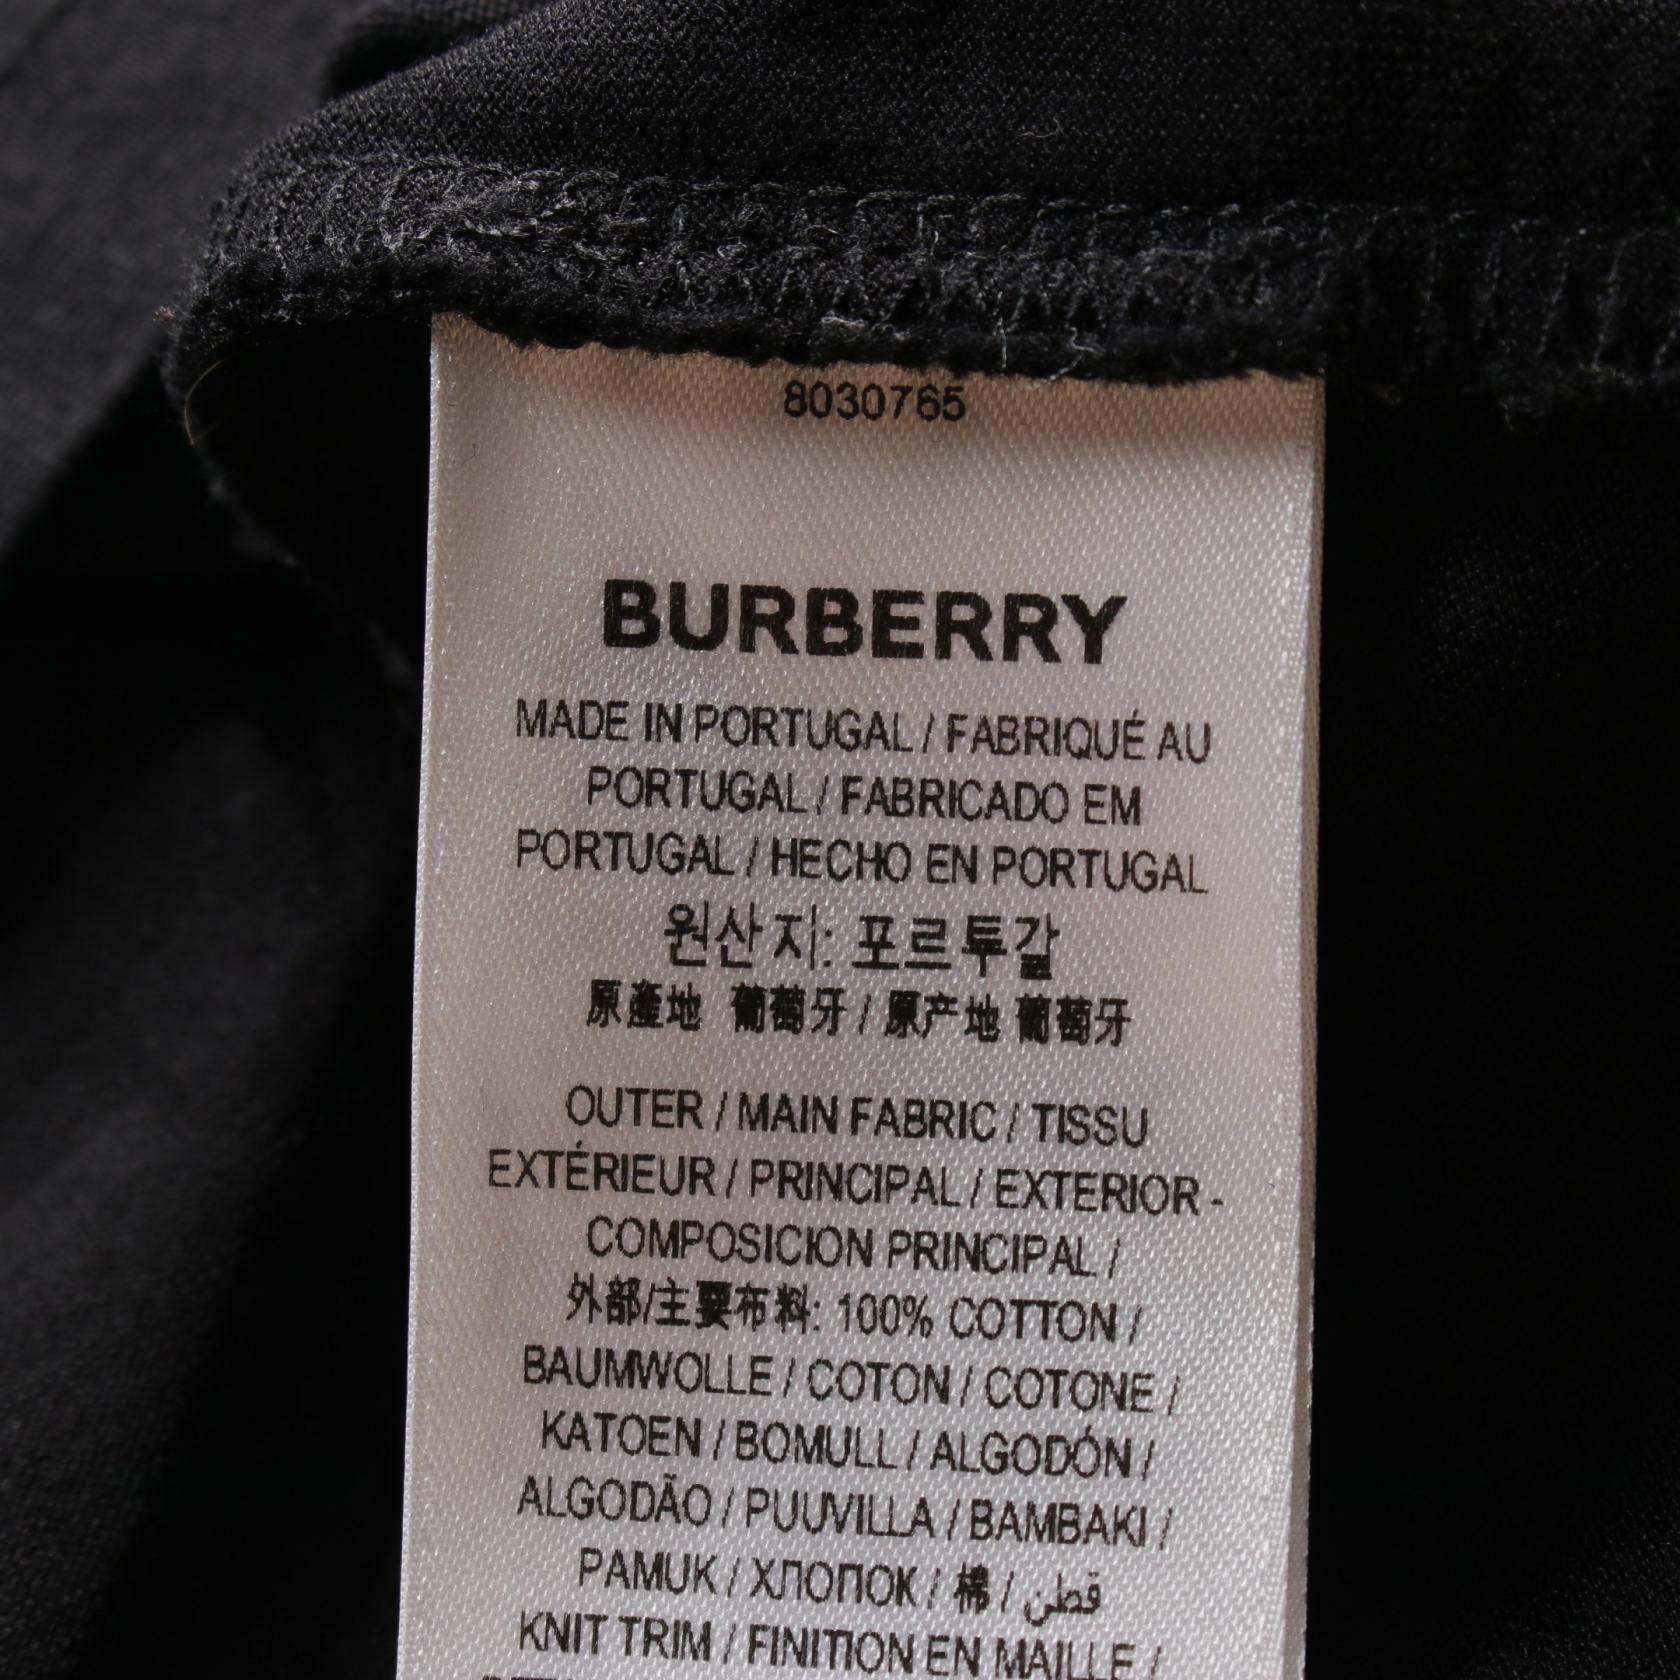 8030765
BURBERRY
MADE IN PORTUGAL / FABRIQUÉ AU
PORTUGAL / FABRICADO EM
PORTUGAL / HECHO EN PORTUGAL
원산지: 포르투갈
原產地 葡萄牙 / 原产地 葡萄牙
OUTER / MAIN FABRIC / TISSU
EXTÉRIEUR / PRINCIPAL / EXTERIOR -
COMPOSICION PRINCIPAL /
外部/主要布料: 100% COTTON /
BAUMWOLLE / COTON / COTONE /
KATOEN / BOMULL / ALGODÓN /
ALGODÃO / PUUVILLA / BAMBAKI /
PAMUK / ХЛОПОК / 棉 / قطن
KNIT TRIM / FINITION EN MAILLE /